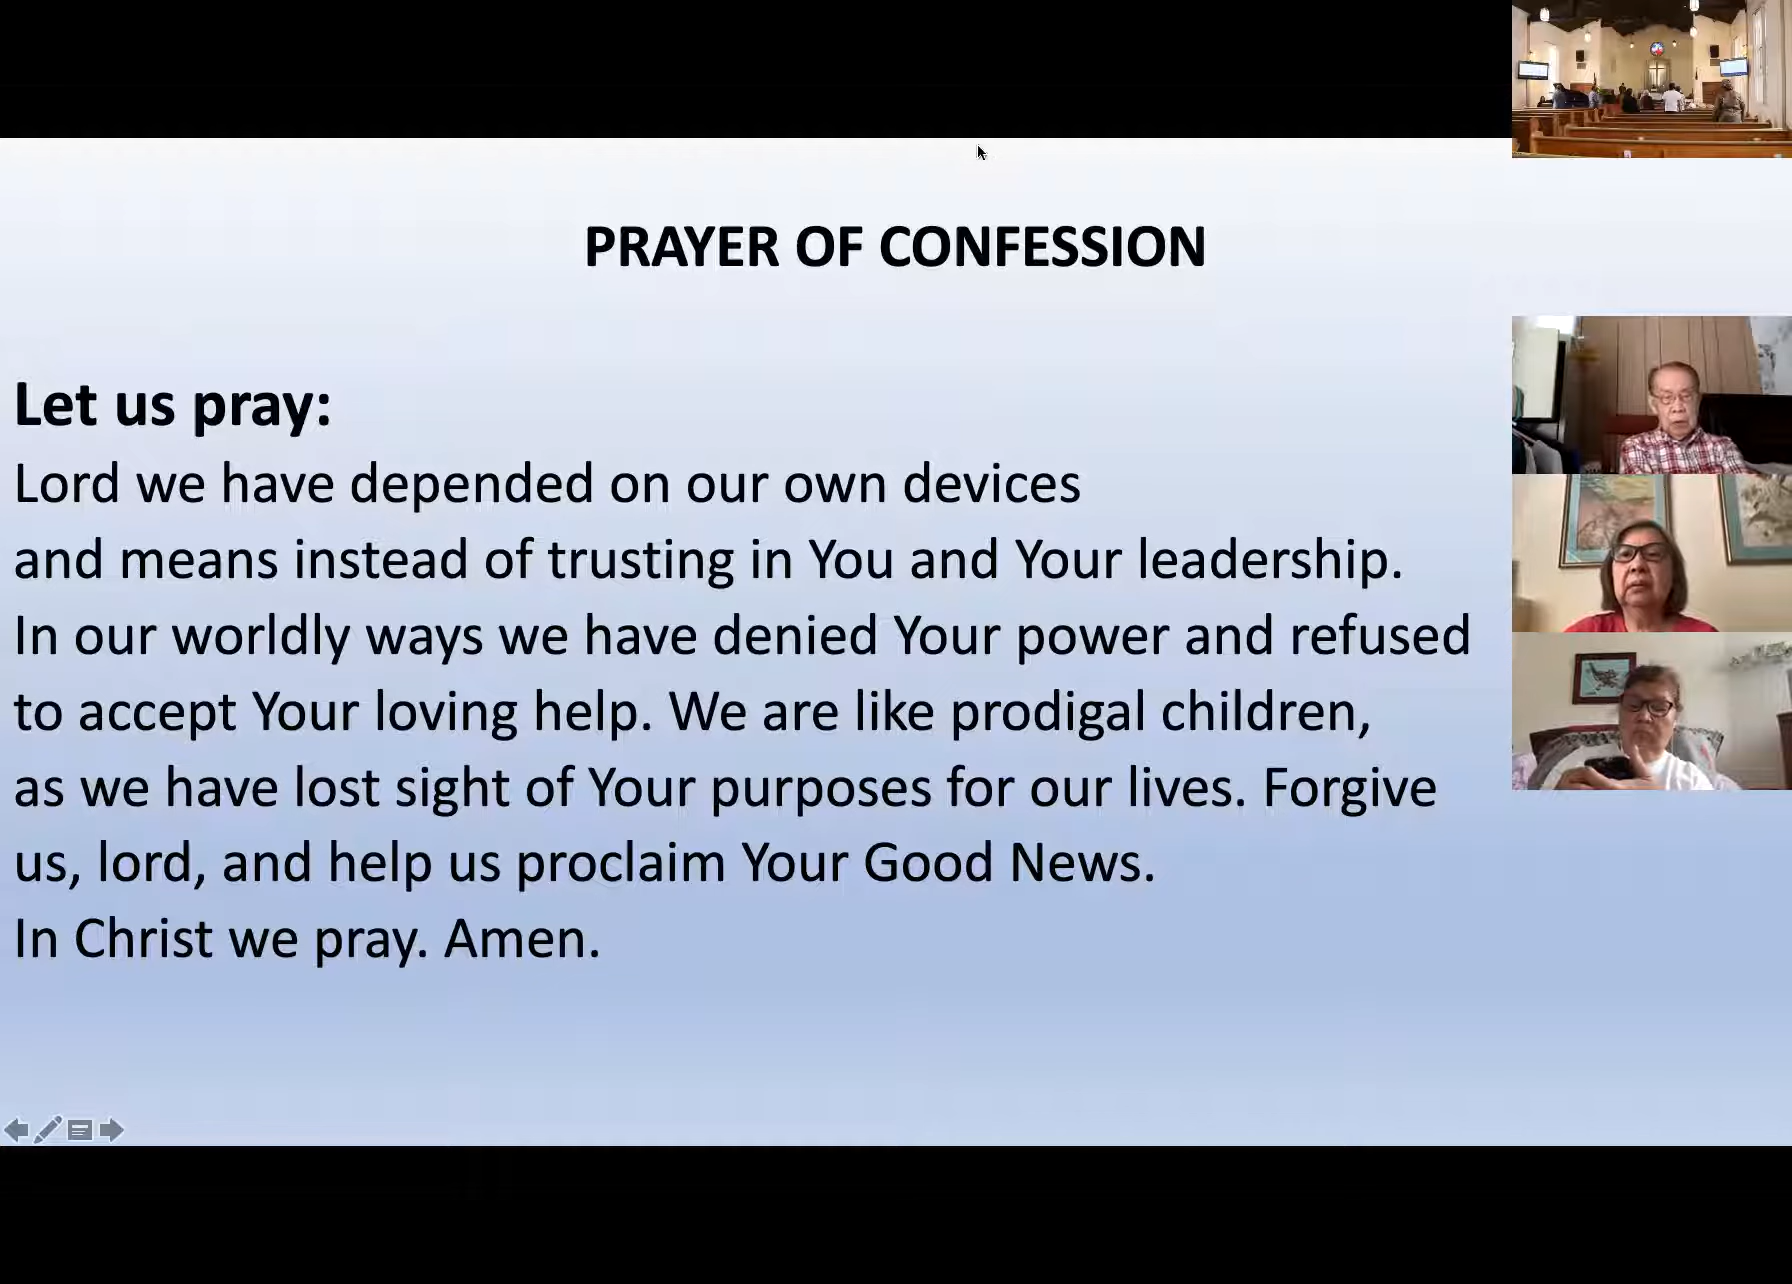 PRAYER OF CONFESSION
Let us pray:
Lord we have depended on our own devices
and means instead of trusting in You and Your leadership.
In our worldly ways we have denied Your power and refused
to accept Your loving help. We are like prodigal children,
as we have lost sight of Your purposes for our lives. Forgive
us, lord, and help us proclaim Your Good News.
In Christ we pray. Amen.